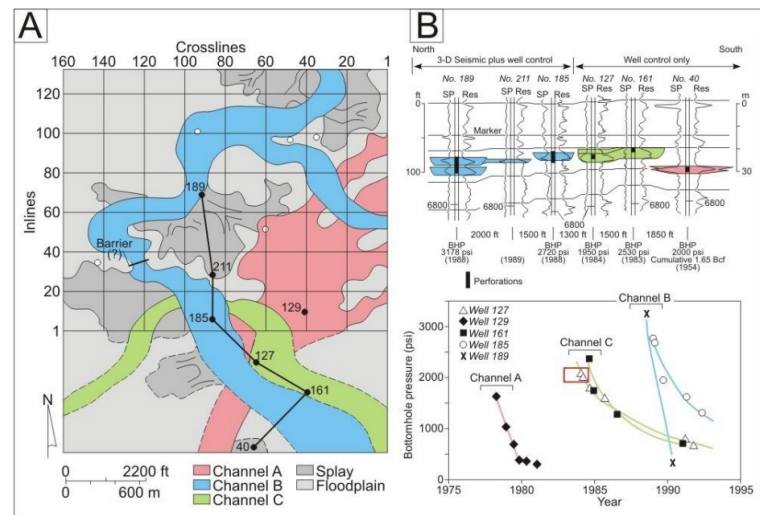 A
Crosslines
160 140 120 100 80 60 40 20 1
Inlines
120
100
80
60
40
20
1
189
Barrier
(?)
211
129
185
127
161
40
N
0 2200 ft
0 600 m
Channel A
Channel B
Channel C
Splay
Floodplain
B
North South
3-D Seismic plus well control Well control only
No. 189 No. 211 No. 185 No. 127 No. 161 No. 40
SP Res SP Res SP Res SP Res SP Res SP Res
ft m
0 0
Marker
100 30
6800 6800 6800 6800 6800
2000 ft 1500 ft 1300 ft 1500 ft 1850 ft
BHP BHP BHP BHP BHP
3178 psi 2720 psi 1950 psi 2530 psi 2000 psi
(1988) (1989) (1988) (1984) (1983) Cumulative 1.65 Bcf
(1954)
Perforations
Bottomhole pressure (psi)
3000
2000
1000
0
Well 127
Well 129
Well 161
Well 185
Well 189
Channel A
Channel C
Channel B
1975 1980 1985 1990 1995
Year